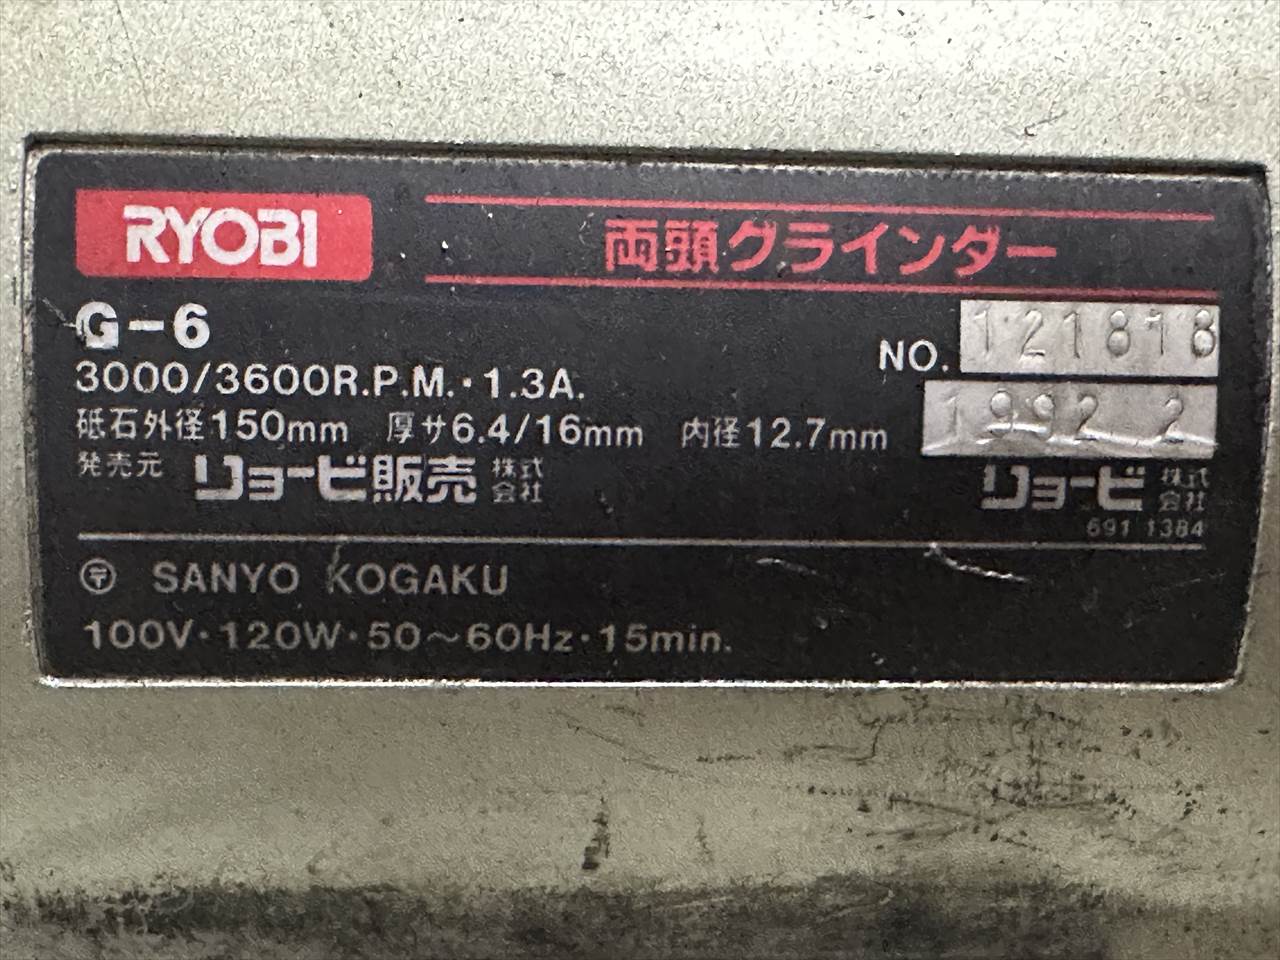 RYOBI
両頭グラインダー
G-6
NO. 121818
3000/3600R.P.M.・1.3A.
1992 2
砥石外径150mm 厚サ6.4/16mm 内径12.7mm
発売元 リョービ販売株式会社
リョービ株式会社
691 1384
〶 SANYO KOGAKU
100V・120W・50〜60Hz・15min.